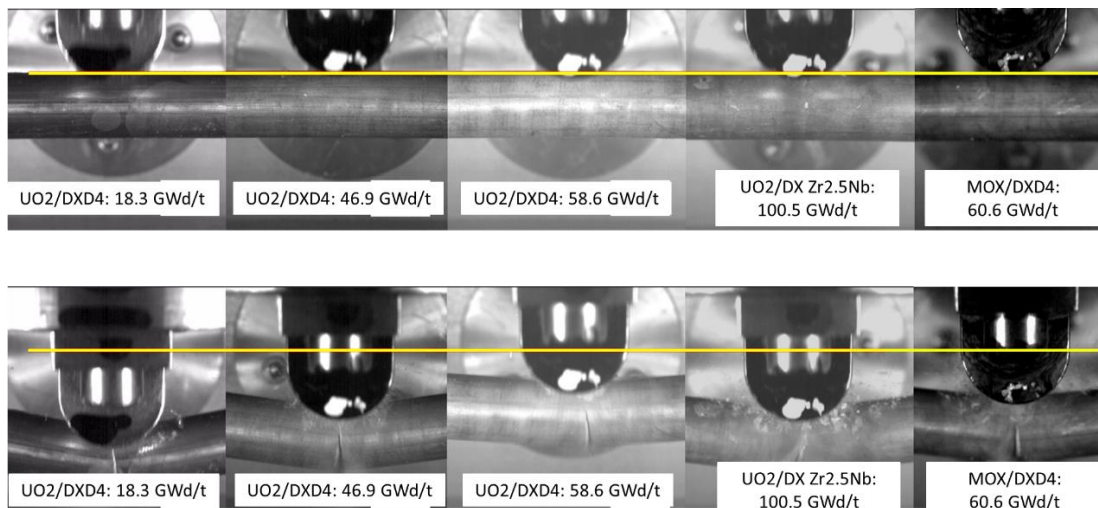 UO2/DXD4: 18.3 GWd/t
UO2/DXD4: 46.9 GWd/t
UO2/DXD4: 58.6 GWd/t
UO2/DX Zr2.5Nb:
100.5 GWd/t
MOX/DXD4:
60.6 GWd/t
UO2/DXD4: 18.3 GWd/t
UO2/DXD4: 46.9 GWd/t
UO2/DXD4: 58.6 GWd/t
UO2/DX Zr2.5Nb:
100.5 GWd/t
MOX/DXD4:
60.6 GWd/t